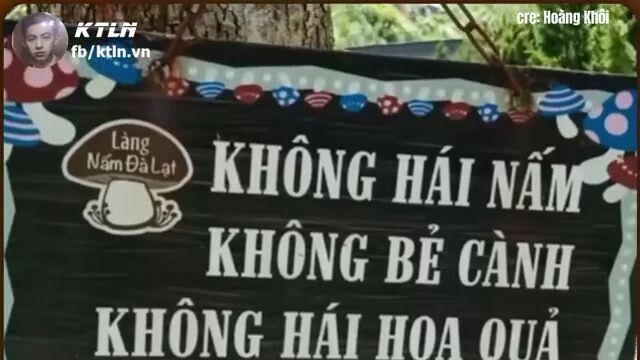 KTLN
fb/ktln.vn
cre: Hoàng Khôi
Làng
Nấm Đà Lạt
KHÔNG HÁI NẤM
KHÔNG BẺ CÀNH
KHÔNG HÁI HOA QUẢ